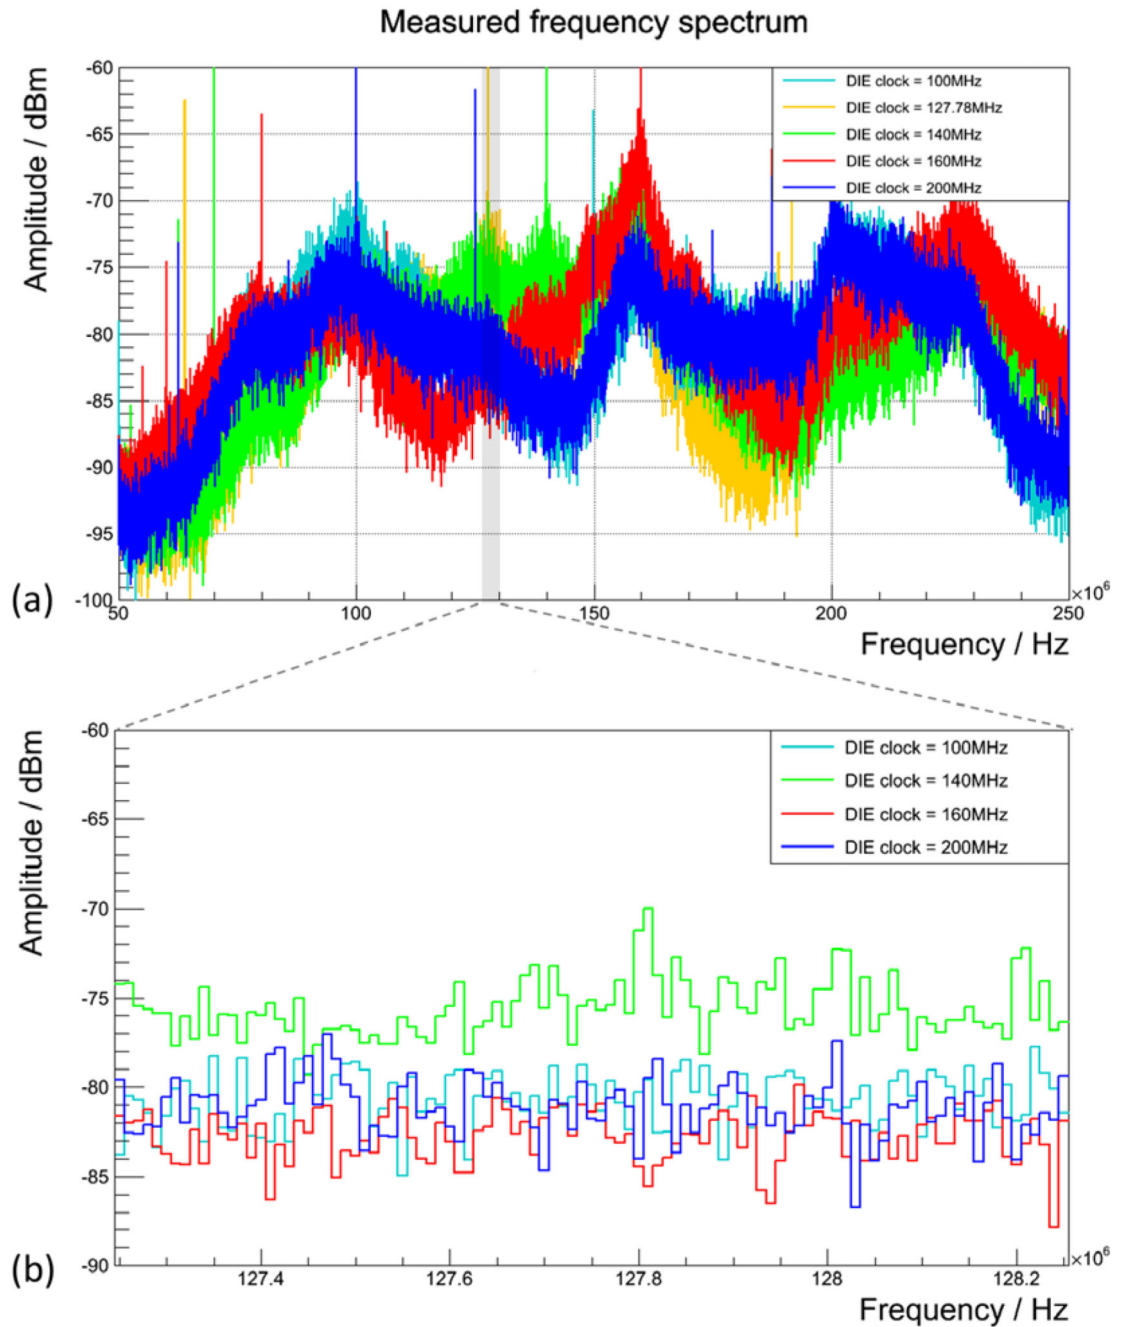 Measured frequency spectrum
Amplitude / dBm
-60
-65
-70
-75
-80
-85
-90
-95
-100
DIE clock = 100MHz
DIE clock = 127.78MHz
DIE clock = 140MHz
DIE clock = 160MHz
DIE clock = 200MHz
(a)
50 100 150 200 250
×10⁶
Frequency / Hz
Amplitude / dBm
-60
-65
-70
-75
-80
-85
-90
DIE clock = 100MHz
DIE clock = 140MHz
DIE clock = 160MHz
DIE clock = 200MHz
(b)
127.4 127.6 127.8 128 128.2
×10⁶
Frequency / Hz